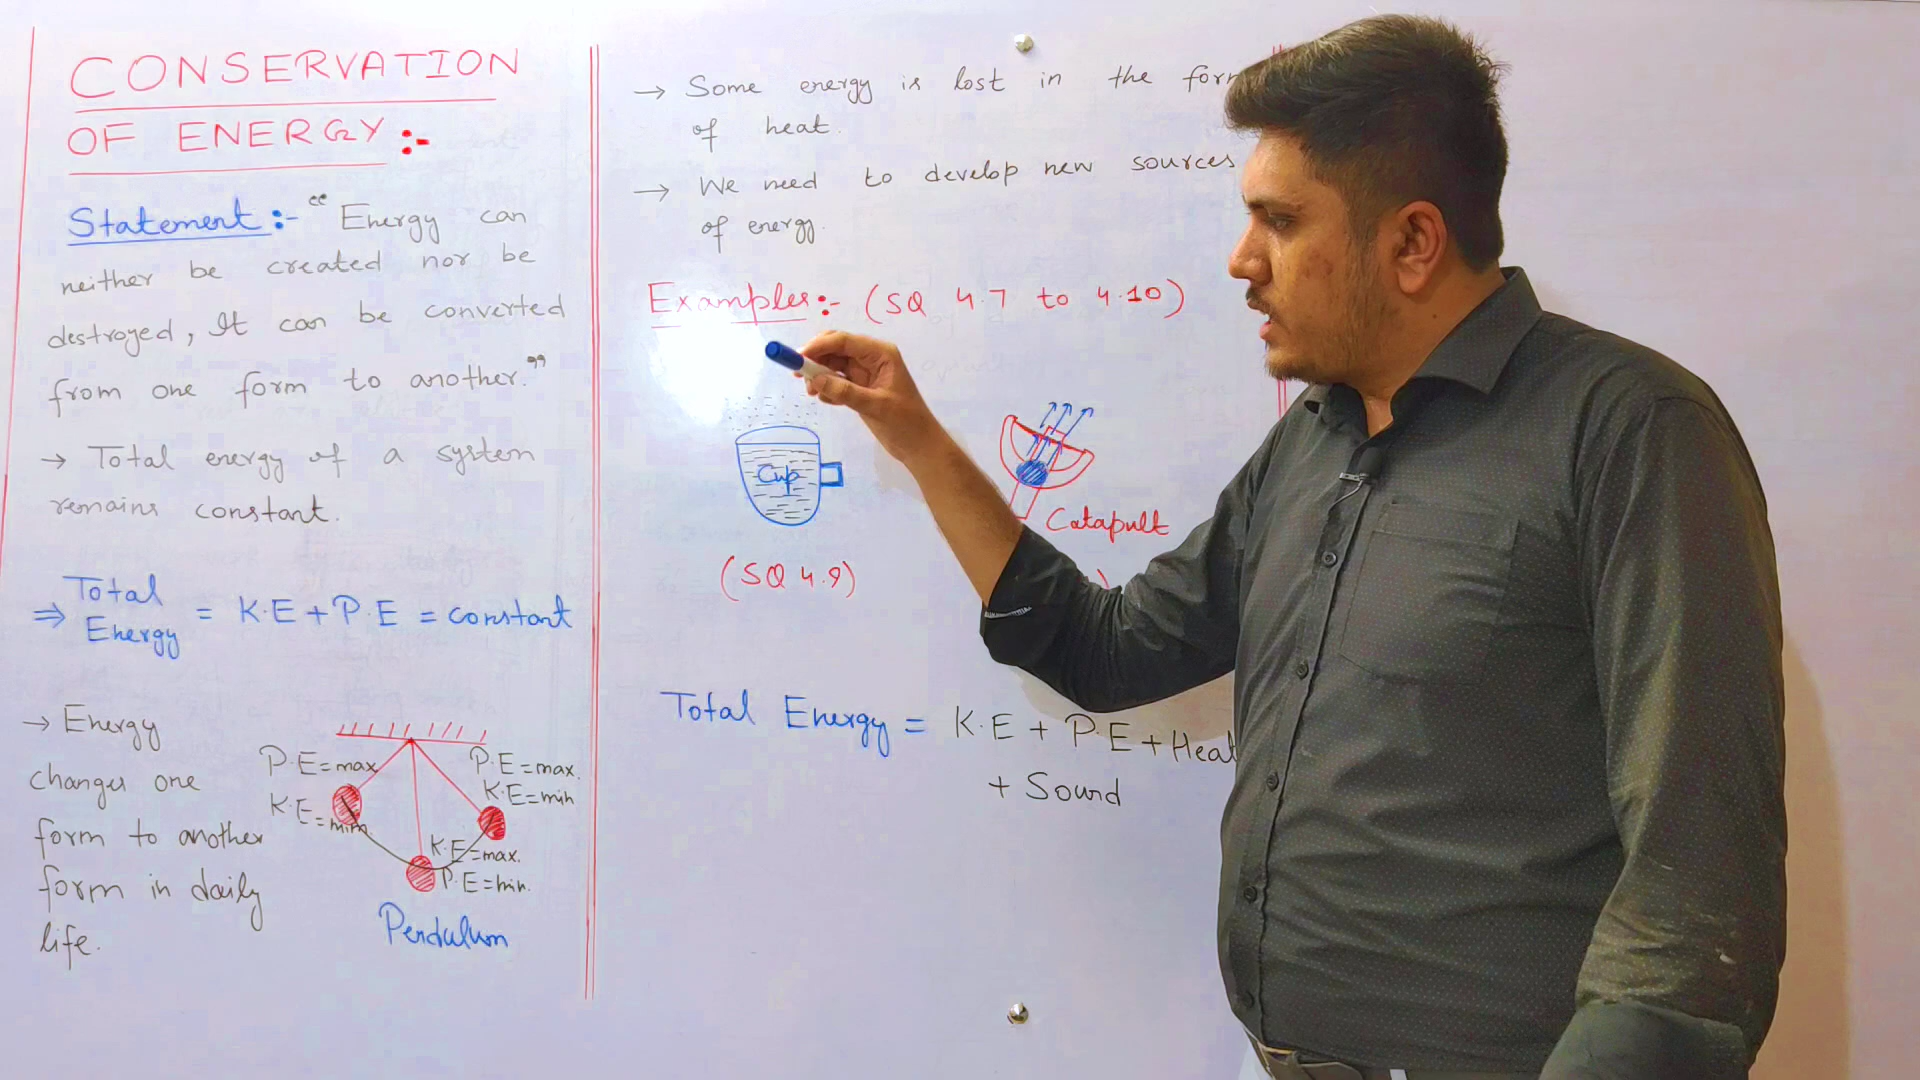 CONSERVATION
OF ENERGY :-
Statement :- “ Energy can
neither be created nor be
destroyed, It can be converted
from one form to another.”
→ Total energy of a system
remains constant.
⇒ Total Energy = K.E + P.E = constant
→ Energy
changes one
form to another
form in daily
life.
P.E = max
K.E = mim
P.E = max.
K.E = min
K.E = max.
P.E = min.
Pendulum
→ Some energy is lost in the
of heat.
→ We need to develop new sources
of energy.
Examples :- (SQ 4.7 to 4.10)
Cup
(SQ 4.9)
Catapult
)
Total Energy = K.E + P.E + Heat
+ Sound